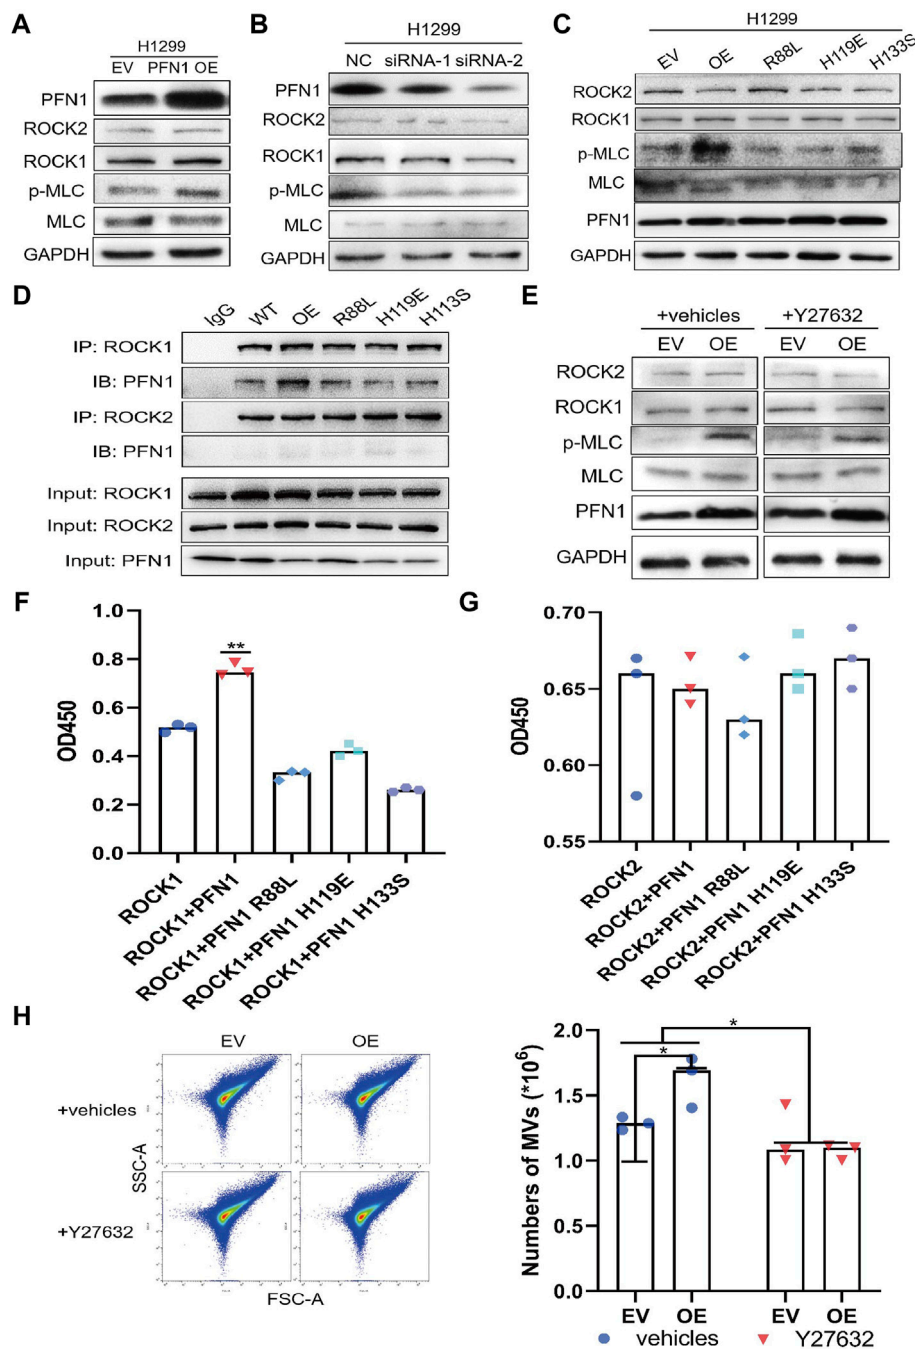 A
H1299
EV PFN1 OE
PFN1
ROCK2
ROCK1
p-MLC
MLC
GAPDH
B
H1299
NC siRNA-1 siRNA-2
PFN1
ROCK2
ROCK1
p-MLC
MLC
GAPDH
C
H1299
EV OE R88L H119E H133S
ROCK2
ROCK1
p-MLC
MLC
PFN1
GAPDH
D
IgG WT OE R88L H119E H113S
IP: ROCK1
IB: PFN1
IP: ROCK2
IB: PFN1
Input: ROCK1
Input: ROCK2
Input: PFN1
E
+vehicles +Y27632
EV OE EV OE
ROCK2
ROCK1
p-MLC
MLC
PFN1
GAPDH
F
OD450
1.0
0.8
0.6
0.4
0.2
0.0
**
ROCK1
ROCK1+PFN1
ROCK1+PFN1 R88L
ROCK1+PFN1 H119E
ROCK1+PFN1 H133S
G
OD450
0.70
0.65
0.60
0.55
ROCK2
ROCK2+PFN1
ROCK2+PFN1 R88L
ROCK2+PFN1 H119E
ROCK2+PFN1 H133S
H
EV OE
+vehicles
+Y27632
SSC-A
FSC-A
Numbers of MVs (*10⁶)
2.0
1.5
1.0
0.5
0.0
*
*
EV OE EV OE
vehicles Y27632